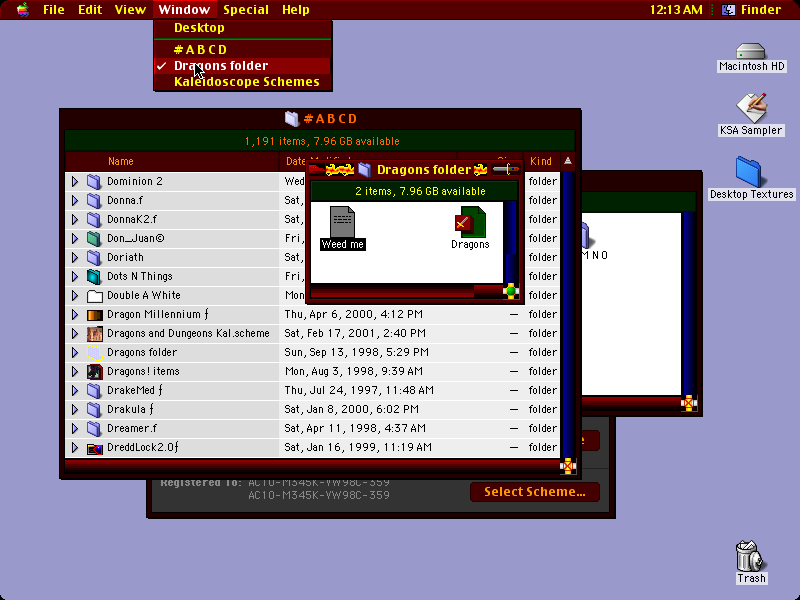 File Edit View Window Special Help 12:13 AM Finder
Desktop
#ABCD
✓ Dragons folder
Kaleidoscope Schemes
Macintosh HD
KSA Sampler
Desktop Textures
Trash
#ABCD
1,191 items, 7.96 GB available
Name Kind
Dominion 2 Wed folder
Donna.f Sat, folder
DonnaK2.f Sat, folder
Don_Juan© Fri, folder
Doriath Sat, folder
Dots N Things Fri, folder
Double A White Mon folder
Dragon Millennium ƒ Thu, Apr 6, 2000, 4:12 PM — folder
Dragons and Dungeons Kal.scheme Sat, Feb 17, 2001, 2:40 PM — folder
Dragons folder Sun, Sep 13, 1998, 5:29 PM — folder
Dragons! items Mon, Aug 3, 1998, 9:39 AM — folder
DrakeMed ƒ Thu, Jul 24, 1997, 11:48 AM — folder
Drakula ƒ Sat, Jan 8, 2000, 6:02 PM — folder
Dreamer.f Sat, Apr 11, 1998, 4:37 AM — folder
DreddLock2.0ƒ Sat, Jan 16, 1999, 11:19 AM — folder
Dragons folder
2 items, 7.96 GB available
Weed me
Dragons
M N O
Registered To: AC10-M345K-VW98C-359
AC10-M345K-VW98C-359
Select Scheme...